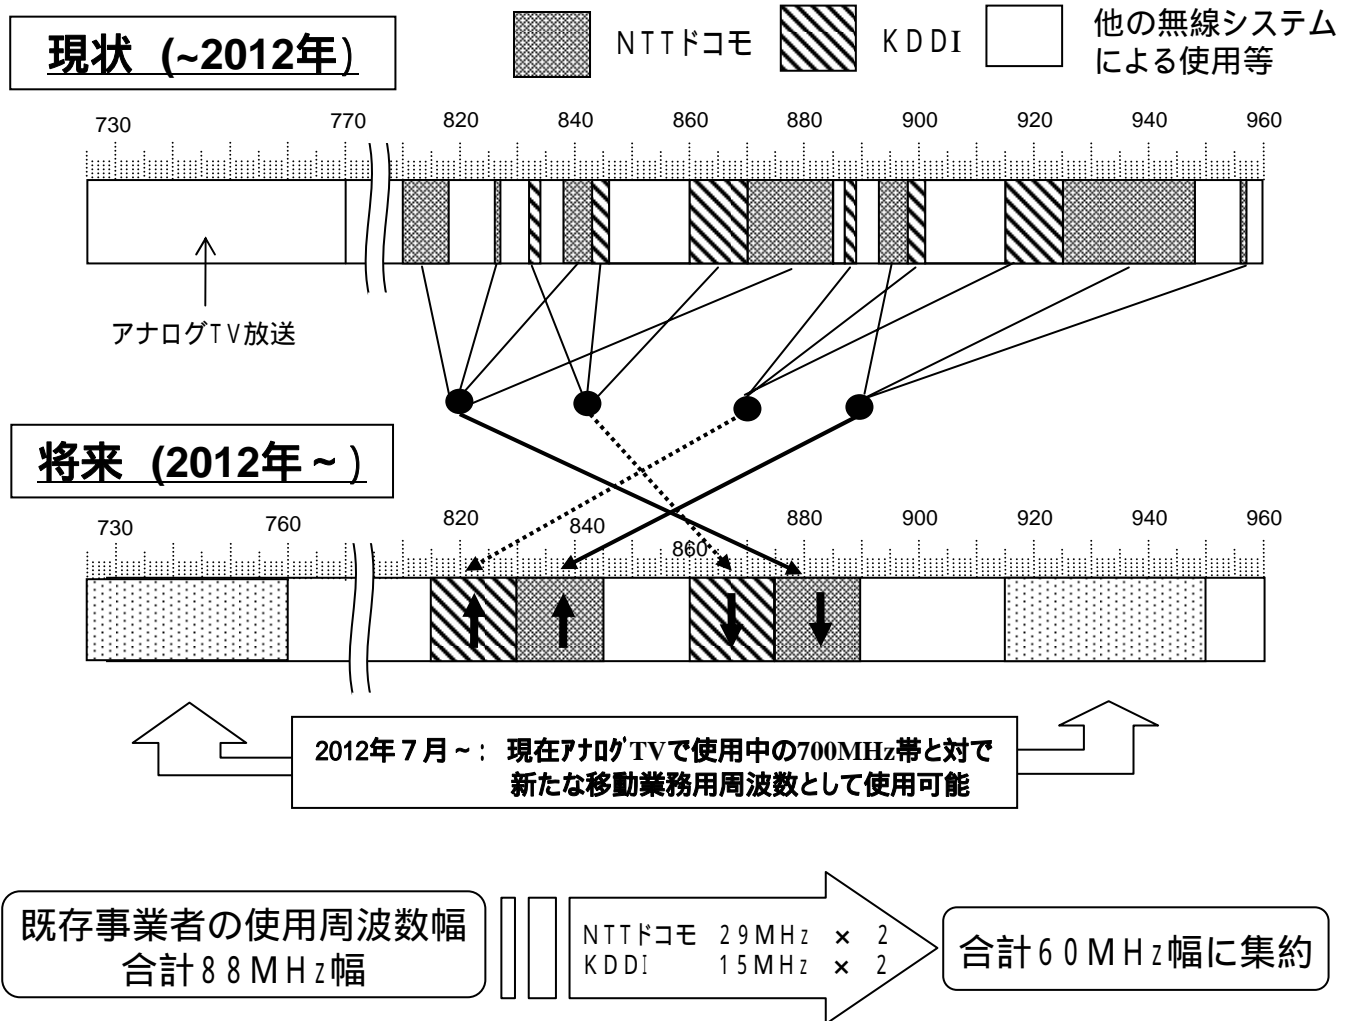 現状 (~2012年)
NTTドコモ
KDDI
他の無線システム
による使用等
730 770 820 840 860 880 900 920 940 960
アナログTV放送
将来 (2012年~)
730 760 820 840 860 880 900 920 940 960
2012年7月~: 現在アナログTVで使用中の700MHz帯と対で
新たな移動業務用周波数として使用可能
既存事業者の使用周波数幅
合計88MHz幅
NTTドコモ 29MHz × 2
KDDI 15MHz × 2
合計60MHz幅に集約